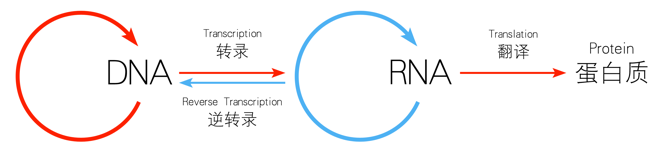 DNA
Transcription
转录
Reverse Transcription
逆转录
RNA
Translation
翻译
Protein
蛋白质